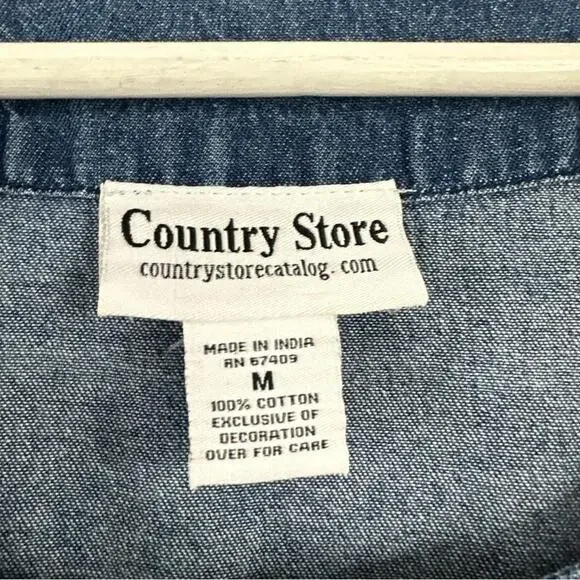 Country Store
countrystorecatalog.com
MADE IN INDIA
RN 67409
M
100% COTTON
EXCLUSIVE OF
DECORATION
OVER FOR CARE